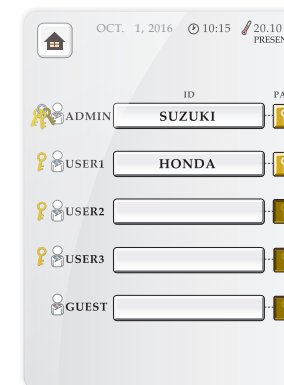 OCT. 1, 2016 10:15 20.10
PRESEN
ID PA
ADMIN SUZUKI
USER1 HONDA
USER2
USER3
GUEST